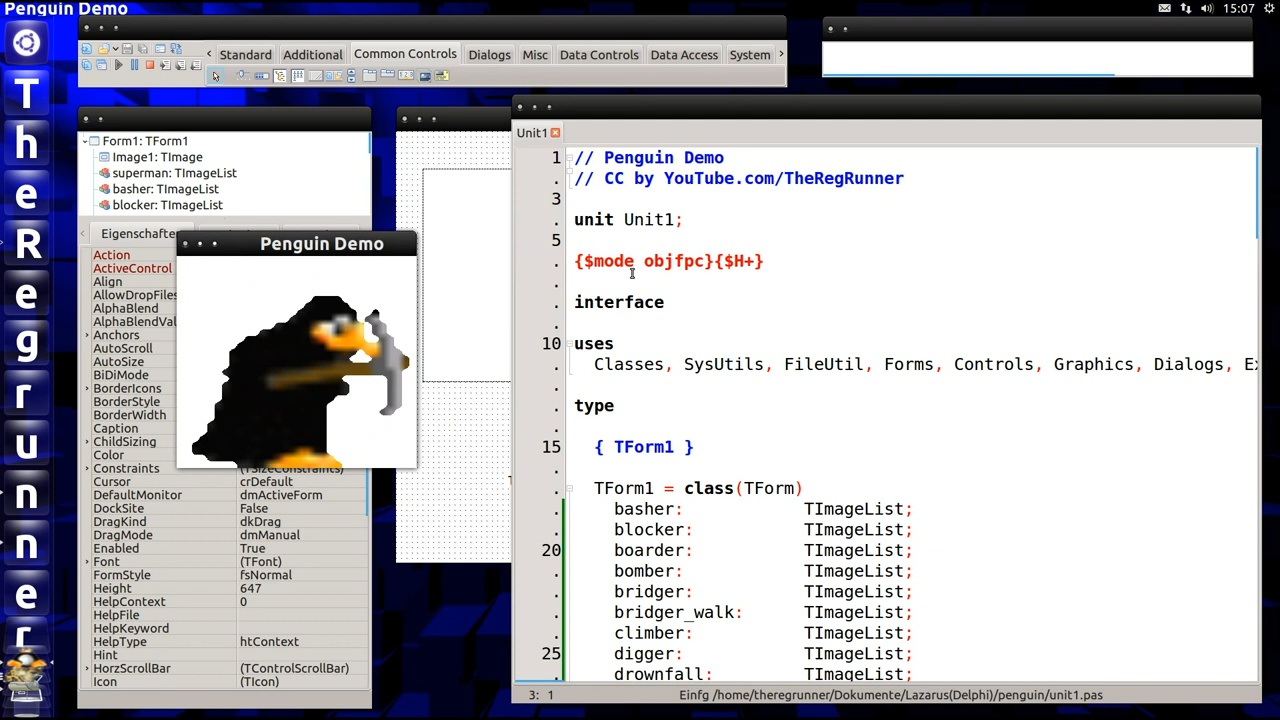 Penguin Demo
15:07
Standard Additional Common Controls Dialogs Misc Data Controls Data Access System
T
h
e
R
e
g
r
u
n
n
e
r
Form1: TForm1
Image1: TImage
superman: TImageList
basher: TImageList
blocker: TImageList
Eigenschafte
Action
ActiveControl
Align
AllowDropFiles
AlphaBlend
AlphaBlendVal
Anchors
AutoScroll
AutoSize
BiDiMode
BorderIcons
BorderStyle
BorderWidth
Caption
ChildSizing
Color
Constraints (TSizeConstraints)
Cursor crDefault
DefaultMonitor dmActiveForm
DockSite False
DragKind dkDrag
DragMode dmManual
Enabled True
Font (TFont)
FormStyle fsNormal
Height 647
HelpContext 0
HelpFile
HelpKeyword
HelpType htContext
Hint
HorzScrollBar (TControlScrollBar)
Icon (TIcon)
Penguin Demo
Unit1
1 // Penguin Demo
. // CC by YouTube.com/TheRegRunner
3
. unit Unit1;
5
. {$mode objfpc}{$H+}
.
. interface
.
10 uses
. Classes, SysUtils, FileUtil, Forms, Controls, Graphics, Dialogs, Ex
.
. type
.
15 { TForm1 }
.
. TForm1 = class(TForm)
. basher: TImageList;
. blocker: TImageList;
20 boarder: TImageList;
. bomber: TImageList;
. bridger: TImageList;
. bridger_walk: TImageList;
. climber: TImageList;
25 digger: TImageList;
. drownfall: TImageList;
3: 1 Einfg /home/theregrunner/Dokumente/Lazarus(Delphi)/penguin/unit1.pas